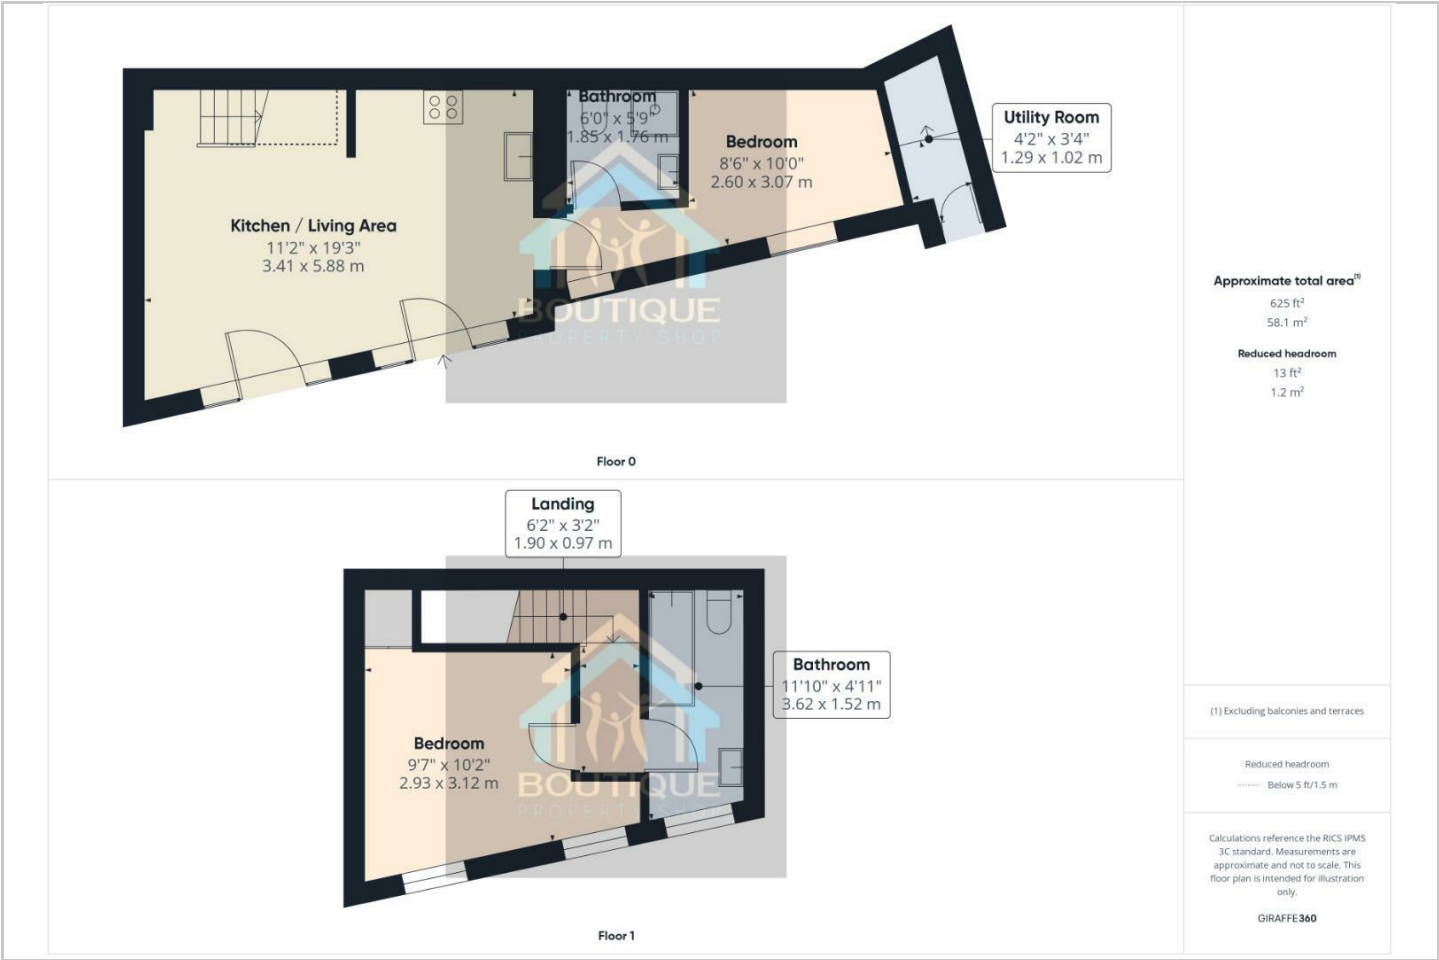 Bathroom
6'0" x 5'9"
1.85 x 1.76 m
Bedroom
8'6" x 10'0"
2.60 x 3.07 m
Utility Room
4'2" x 3'4"
1.29 x 1.02 m
Kitchen / Living Area
11'2" x 19'3"
3.41 x 5.88 m
BOUTIQUE
PROPERTY SHOP
Floor 0
Landing
6'2" x 3'2"
1.90 x 0.97 m
Bathroom
11'10" x 4'11"
3.62 x 1.52 m
Bedroom
9'7" x 10'2"
2.93 x 3.12 m
BOUTIQUE
PROPERTY SHOP
Floor 1
Approximate total area(1)
625 ft²
58.1 m²
Reduced headroom
13 ft²
1.2 m²
(1) Excluding balconies and terraces
Reduced headroom
Below 5 ft/1.5 m
Calculations reference the RICS IPMS
3C standard. Measurements are
approximate and not to scale. This
floor plan is intended for illustration
only.
GIRAFFE360